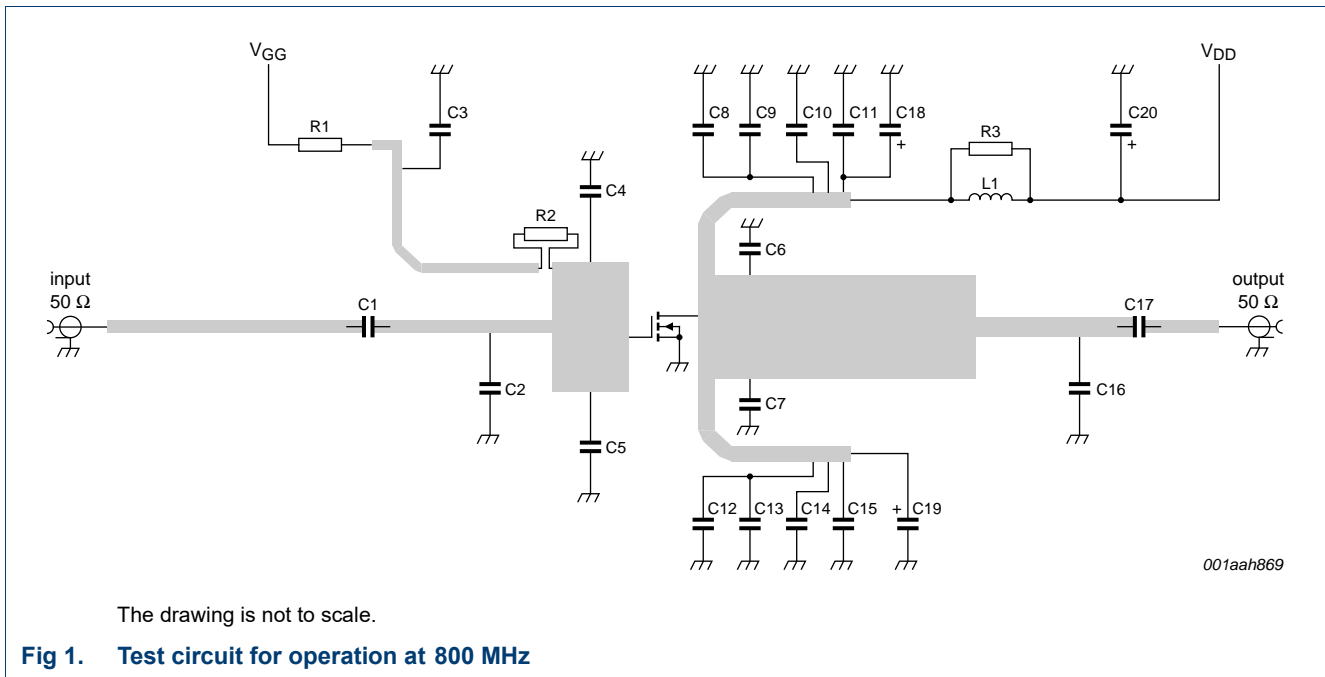 VGG
VDD
C3
C8
C9
C10
C11
C18
+
C20
+
R1
R3
L1
C4
R2
C6
input
50 Ω
C1
C17
output
50 Ω
C2
C7
C16
C5
C12
C13
C14
C15
+
C19
001aah869
The drawing is not to scale.
Fig 1. Test circuit for operation at 800 MHz